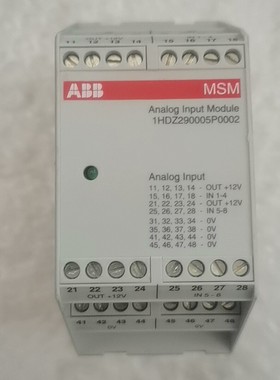 11 12 13 14
15 16 17 18
ABB
MSM
Analog Input Module
1HDZ290005P0002
Analog Input
11, 12, 13, 14 - OUT +12V
15, 16, 17, 18 - IN 1-4
21, 22, 23, 24 - OUT +12V
25, 26, 27, 28 - IN 5-8
31, 32, 33, 34 - 0V
35, 36, 37, 38 - 0V
41, 42, 43, 44 - 0V
45, 46, 47, 48 - 0V
21 22 23 24 25 26 27 28
OUT +12V IN 5 - 8
41 42 43 44 45 46 47 48
0V 0V